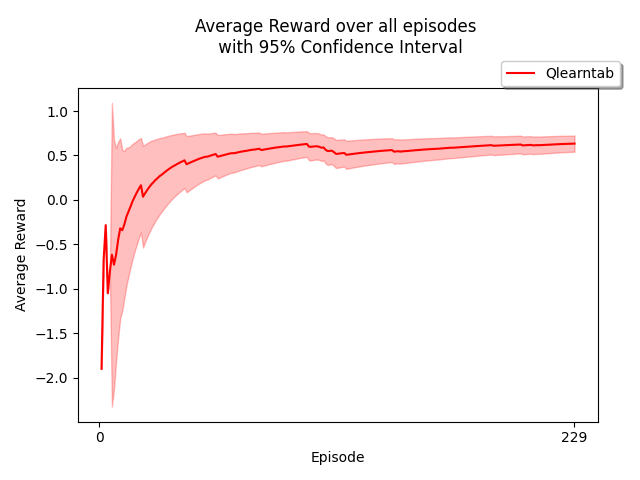 Average Reward over all episodes
with 95% Confidence Interval
Qlearntab
1.0
0.5
0.0
−0.5
−1.0
−1.5
−2.0
Average Reward
0
229
Episode